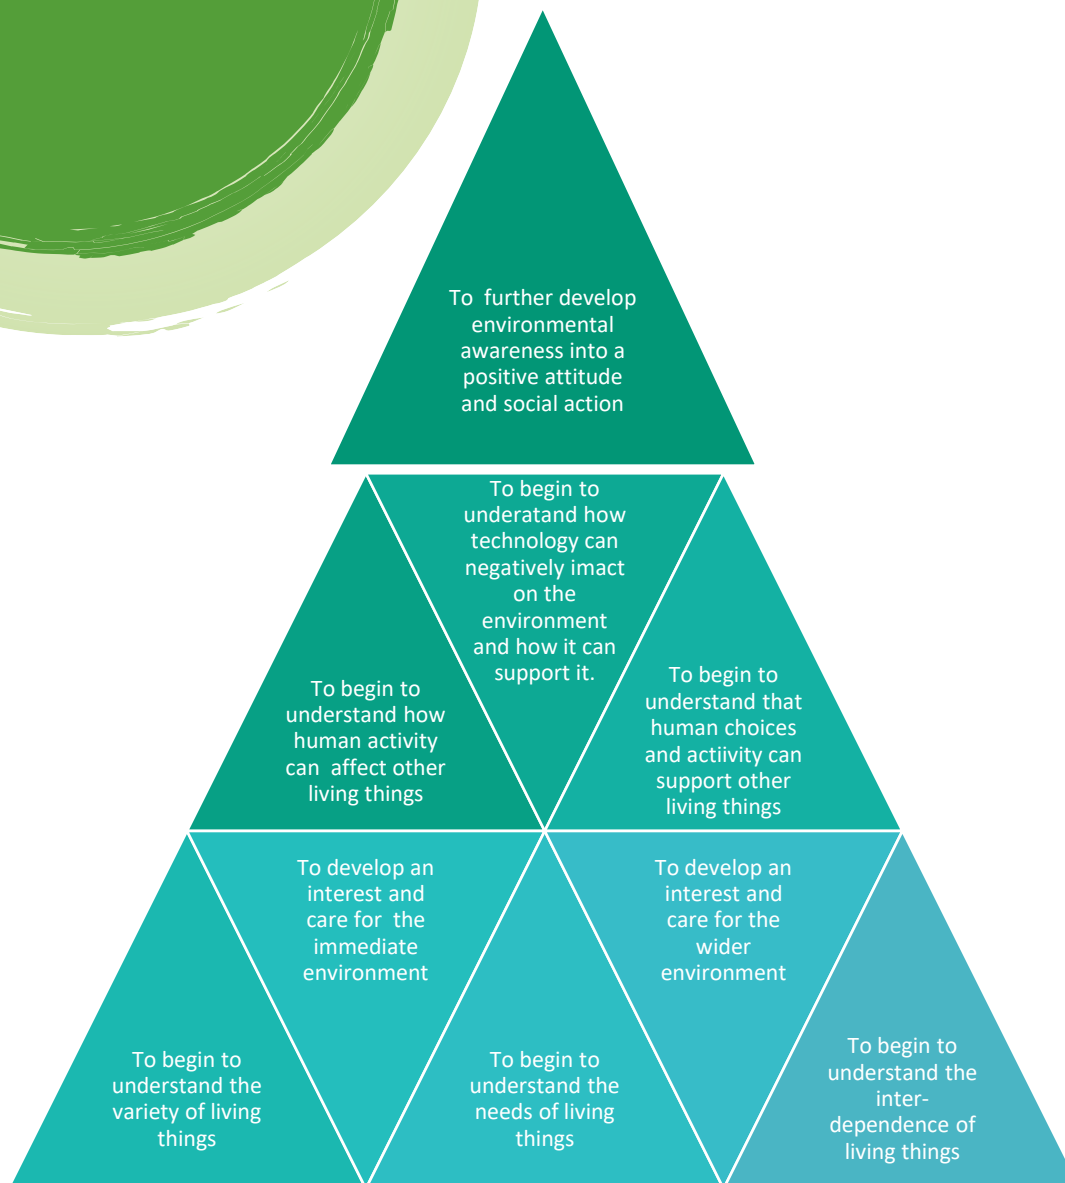 To  further develop
environmental
awareness into a
positive attitude
and social action
To begin to
underatand how
technology can
negatively imact
on the
environment
and how it can
support it.
To begin to
understand how
human activity
can  affect other
living things
To begin to
understand that
human choices
and actiivity can
support other
living things
To develop an
interest and
care for  the
immediate
environment
To develop an
interest and
care for the
wider
environment
To begin to
understand the
variety of living
things
To begin to
understand the
needs of living
things
To begin to
understand the
inter-
dependence of
living things